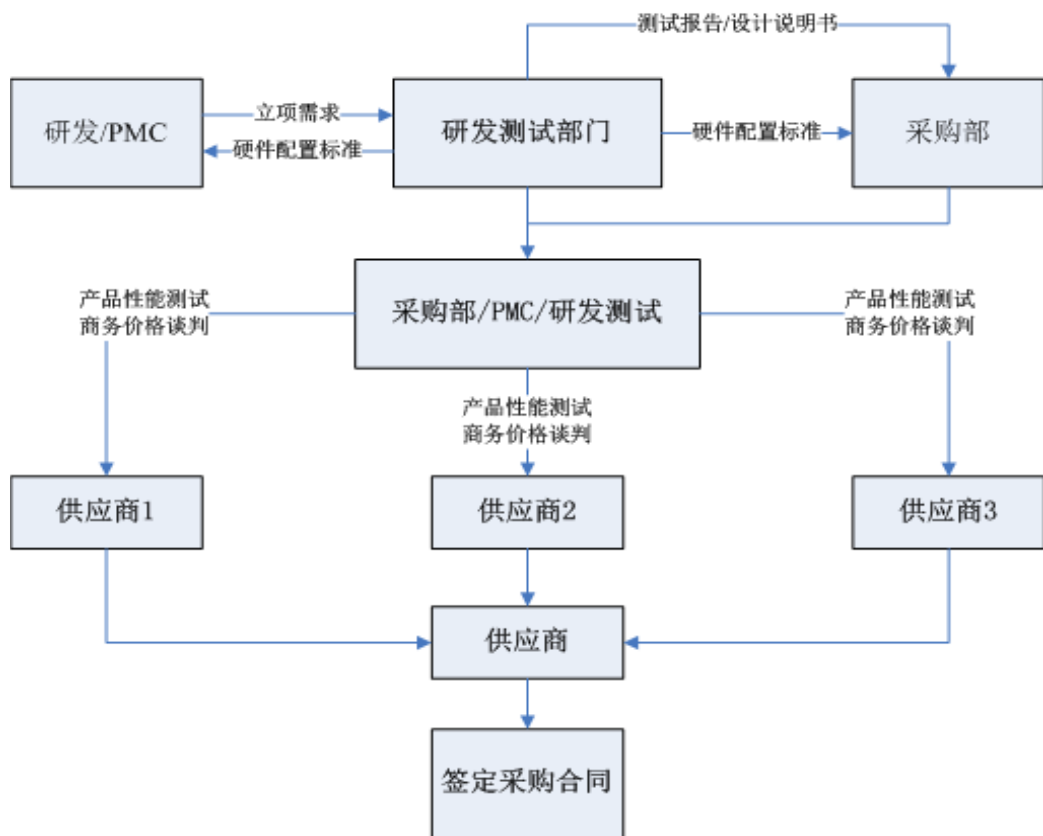 测试报告/设计说明书
研发/PMC
立项需求
硬件配置标准
研发测试部门
硬件配置标准
采购部
产品性能测试
商务价格谈判
采购部/PMC/研发测试
产品性能测试
商务价格谈判
产品性能测试
商务价格谈判
供应商1
供应商2
供应商3
供应商
签定采购合同